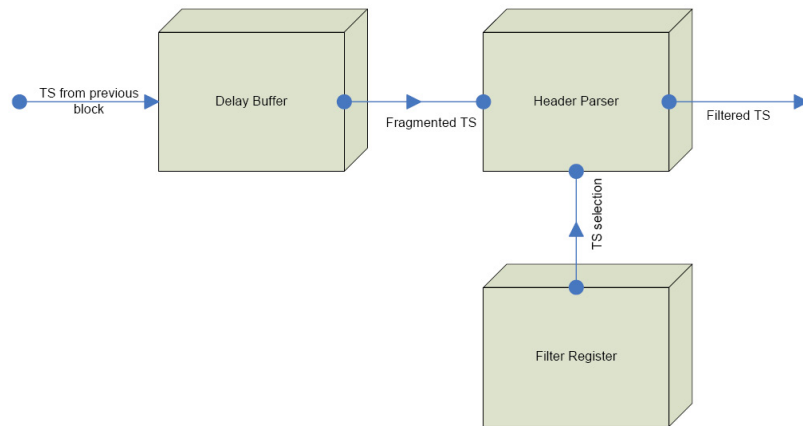 TS from previous
block
Delay Buffer
Fragmented TS
Header Parser
Filtered TS
TS selection
Filter Register